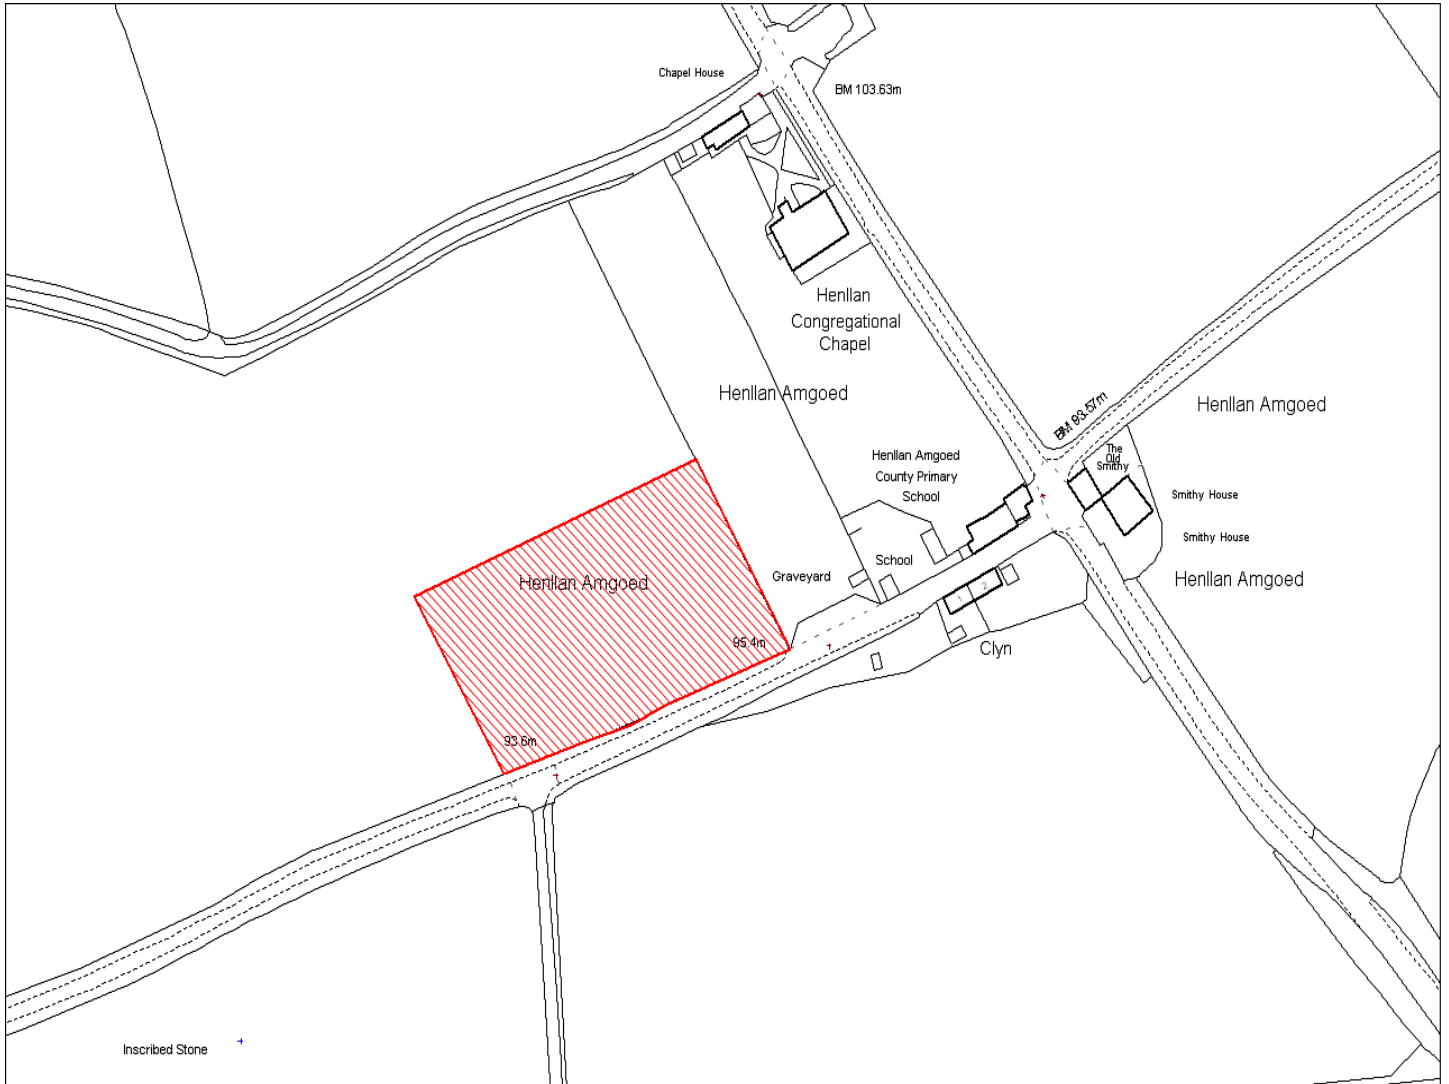 Chapel House
BM 103.63m
Henllan
Congregational
Chapel
Henllan Amgoed
BM 93.57m
Henllan Amgoed
Henllan Amgoed
County Primary
School
The
Old
Smithy
Smithy House
Smithy House
Henllan Amgoed
School
Graveyard
Henllan Amgoed
1
2
95.4m
Clyn
93.6m
Inscribed Stone